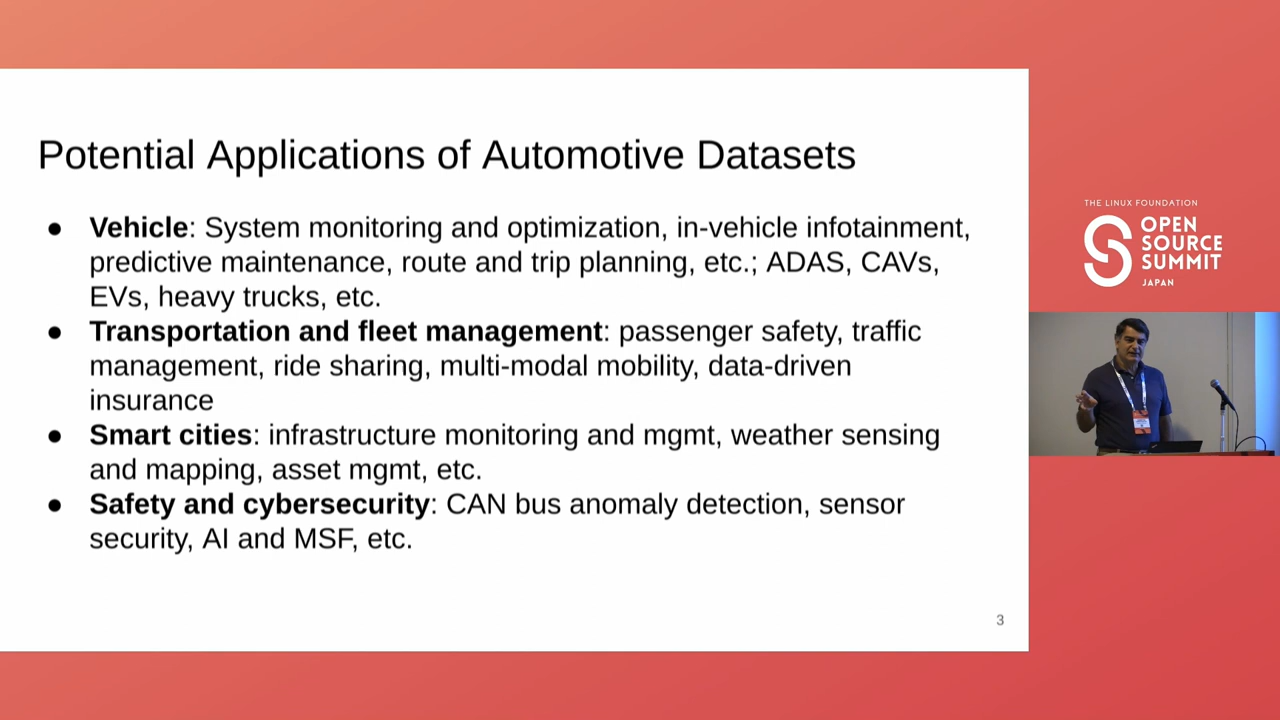 Potential Applications of Automotive Datasets
● Vehicle: System monitoring and optimization, in-vehicle infotainment,
predictive maintenance, route and trip planning, etc.; ADAS, CAVs,
EVs, heavy trucks, etc.
● Transportation and fleet management: passenger safety, traffic
management, ride sharing, multi-modal mobility, data-driven
insurance
● Smart cities: infrastructure monitoring and mgmt, weather sensing
and mapping, asset mgmt, etc.
● Safety and cybersecurity: CAN bus anomaly detection, sensor
security, AI and MSF, etc.
3
THE LINUX FOUNDATION
OPEN
SOURCE
SUMMIT
JAPAN